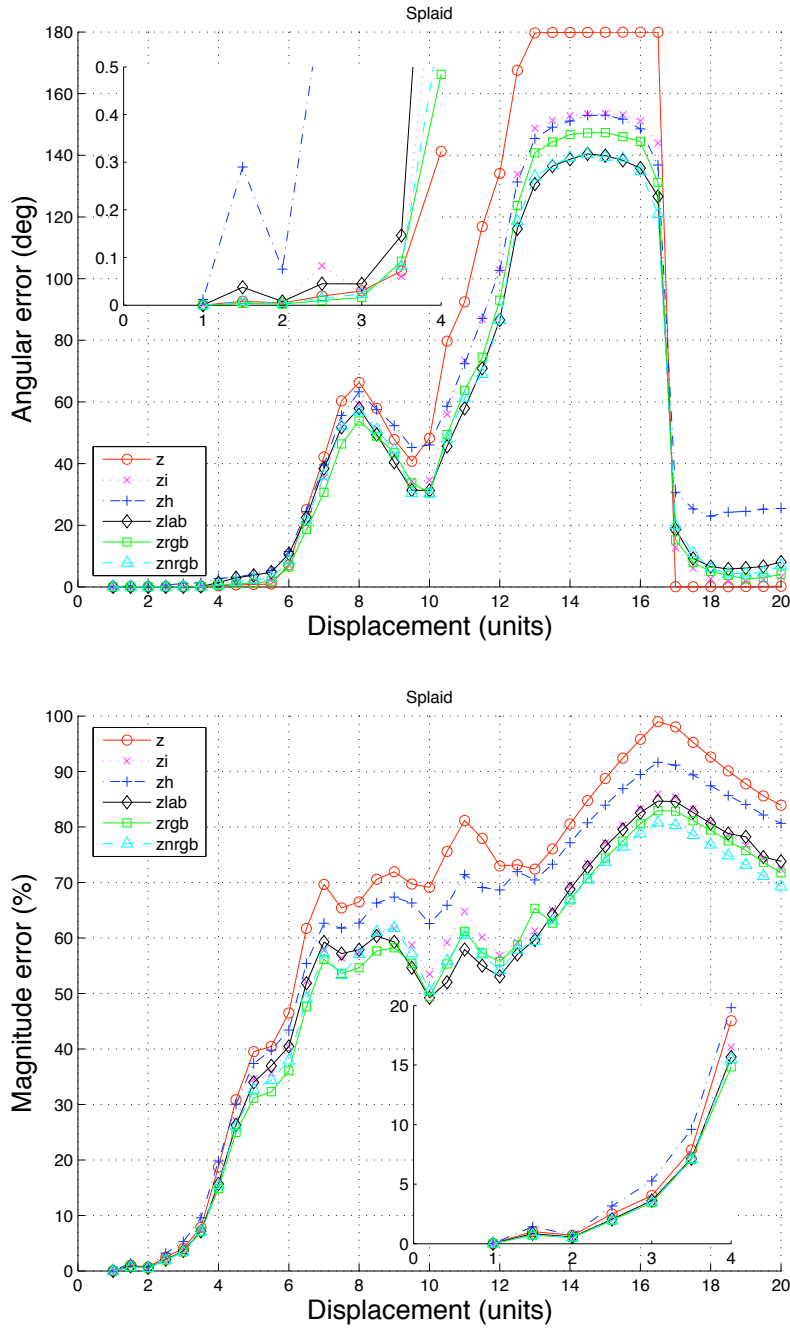 Splaid
180
160
140
120
100
80
60
40
20
0
Angular error (deg)
0.5
0.4
0.3
0.2
0.1
0
0 1 2 3 4
z
zi
zh
zlab
zrgb
znrgb
0 2 4 6 8 10 12 14 16 18 20
Displacement (units)
Splaid
100
90
80
70
60
50
40
30
20
10
0
Magnitude error (%)
z
zi
zh
zlab
zrgb
znrgb
20
15
10
5
0
0 1 2 3 4
0 2 4 6 8 10 12 14 16 18 20
Displacement (units)